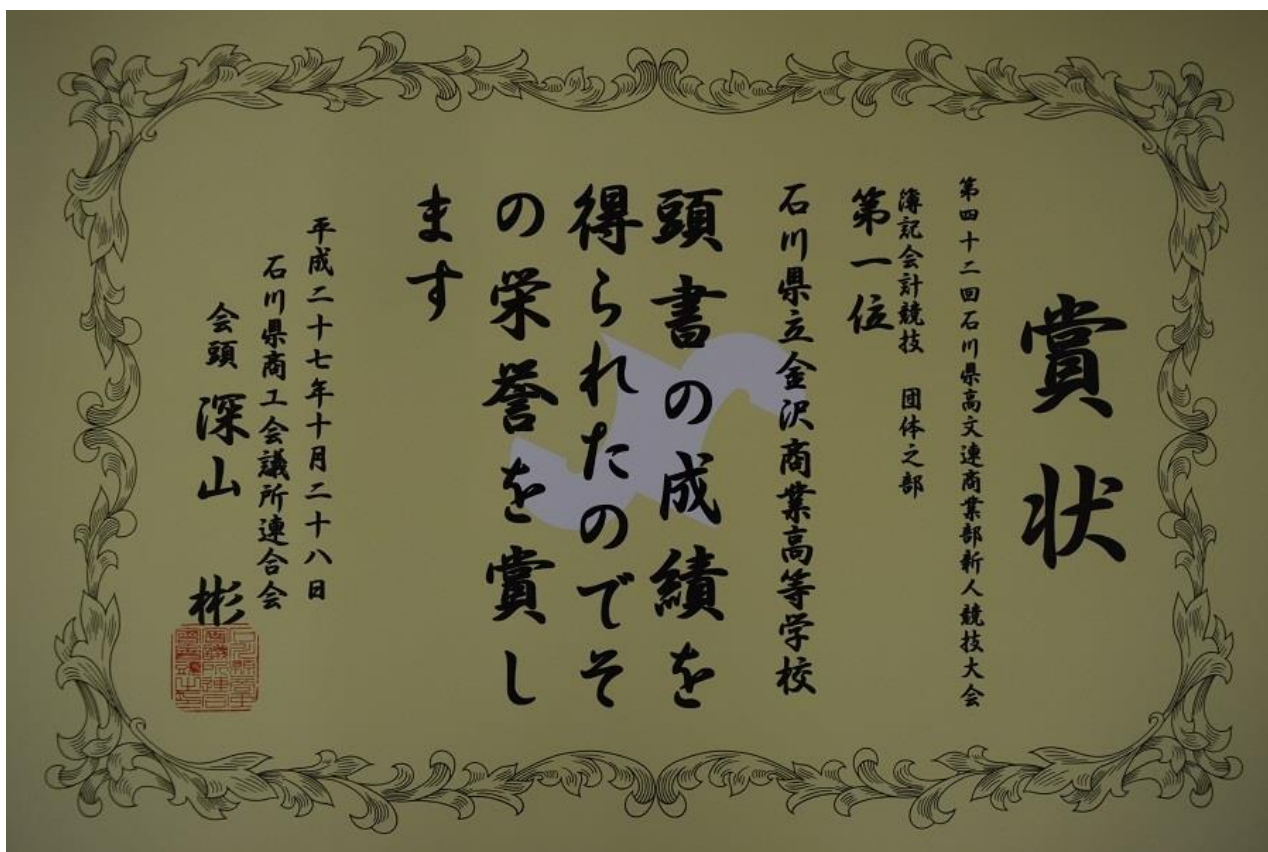 賞状
第四十二回石川県高文連商業部新人競技大会
簿記会計競技 団体之部
第一位
石川県立金沢商業高等学校
頭書の成績を
得られたのでそ
の栄誉を賞し
ます
平成二十七年十月二十八日
石川県商工会議所連合会
会頭 深山 彬